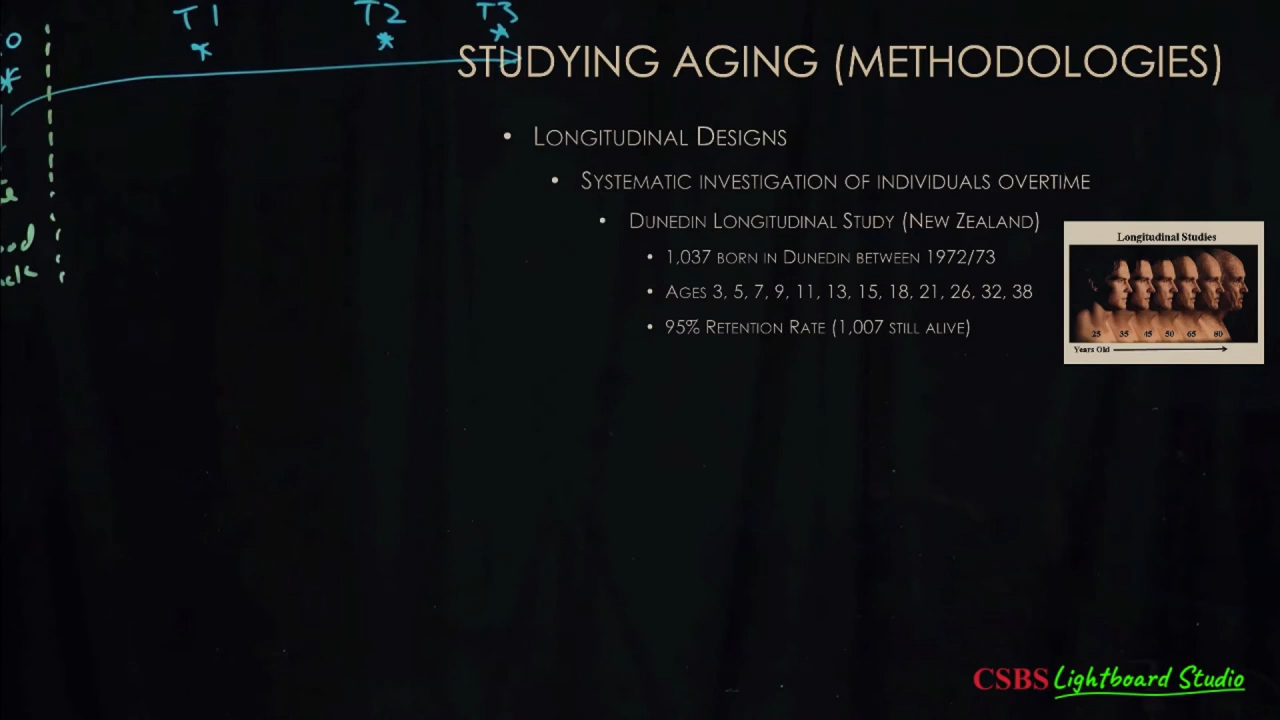 T1 T2 T3
STUDYING AGING (METHODOLOGIES)
• LONGITUDINAL DESIGNS
• SYSTEMATIC INVESTIGATION OF INDIVIDUALS OVERTIME
• DUNEDIN LONGITUDINAL STUDY (NEW ZEALAND)
• 1,037 BORN IN DUNEDIN BETWEEN 1972/73
• AGES 3, 5, 7, 9, 11, 13, 15, 18, 21, 26, 32, 38
• 95% RETENTION RATE (1,007 STILL ALIVE)
Longitudinal Studies
25 35 45 50 65 80
Years Old
CSBS Lightboard Studio